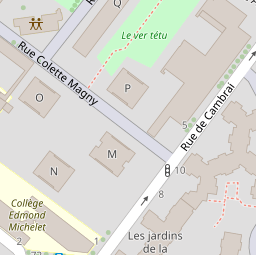 Q
Le ver têtu
Rue Colette Magny
P
O
Rue de Cambrai
5
M
10
N
8
Collège
Edmond
Michelet
Les jardins
de la
2
1
72